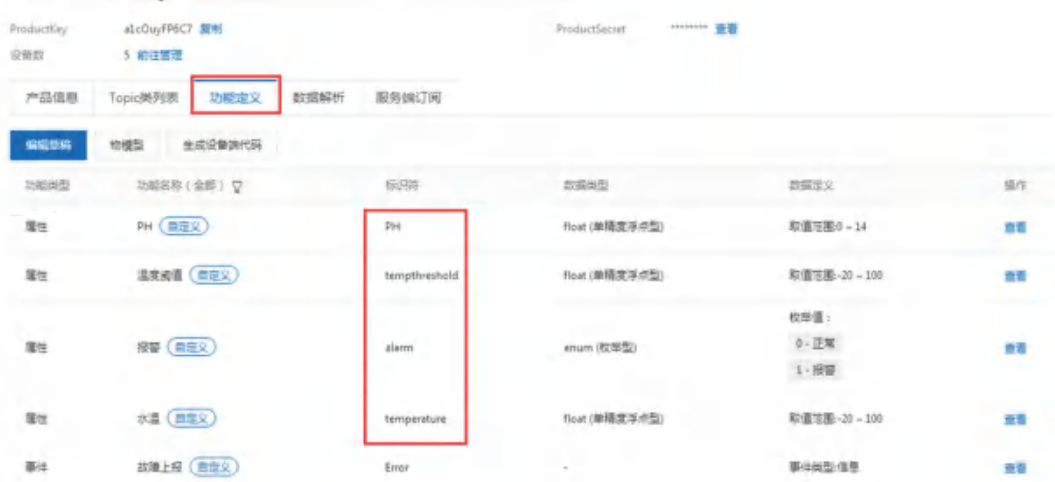 ProductKey a1cOuyFP6C7 复制 ProductSecret ******** 查看
设备数 5 前往管理
产品信息 Topic类列表 功能定义 数据解析 服务端订阅
编辑草稿 物模型 生成设备端代码
功能类型 功能名称（全部） 标识符 数据类型 数据定义 操作
属性 PH 自定义 PH float (单精度浮点型) 取值范围:0 ~ 14 查看
属性 温度阈值 自定义 tempthreshold float (单精度浮点型) 取值范围:-20 ~ 100 查看
枚举值：
属性 报警 自定义 alarm enum (枚举型) 0 - 正常 查看
1 - 报警
属性 水温 自定义 temperature float (单精度浮点型) 取值范围:-20 ~ 100 查看
事件 故障上报 自定义 Error - 事件类型:信息 查看